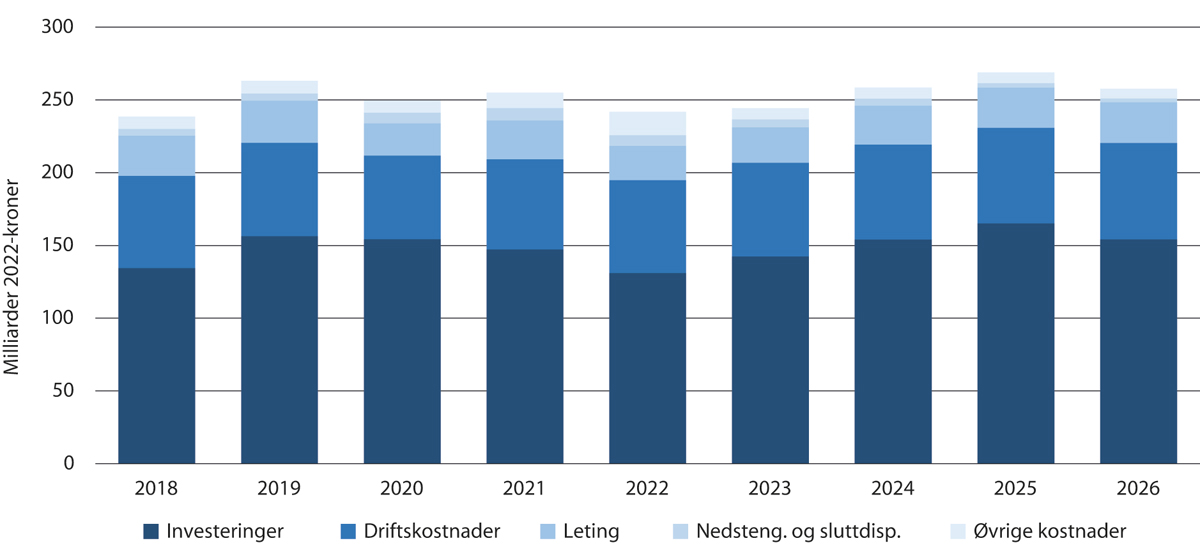 Milliarder 2022-kroner
300
250
200
150
100
50
0
2018 2019 2020 2021 2022 2023 2024 2025 2026
Investeringer Driftskostnader Leting Nedsteng. og sluttdisp. Øvrige kostnader